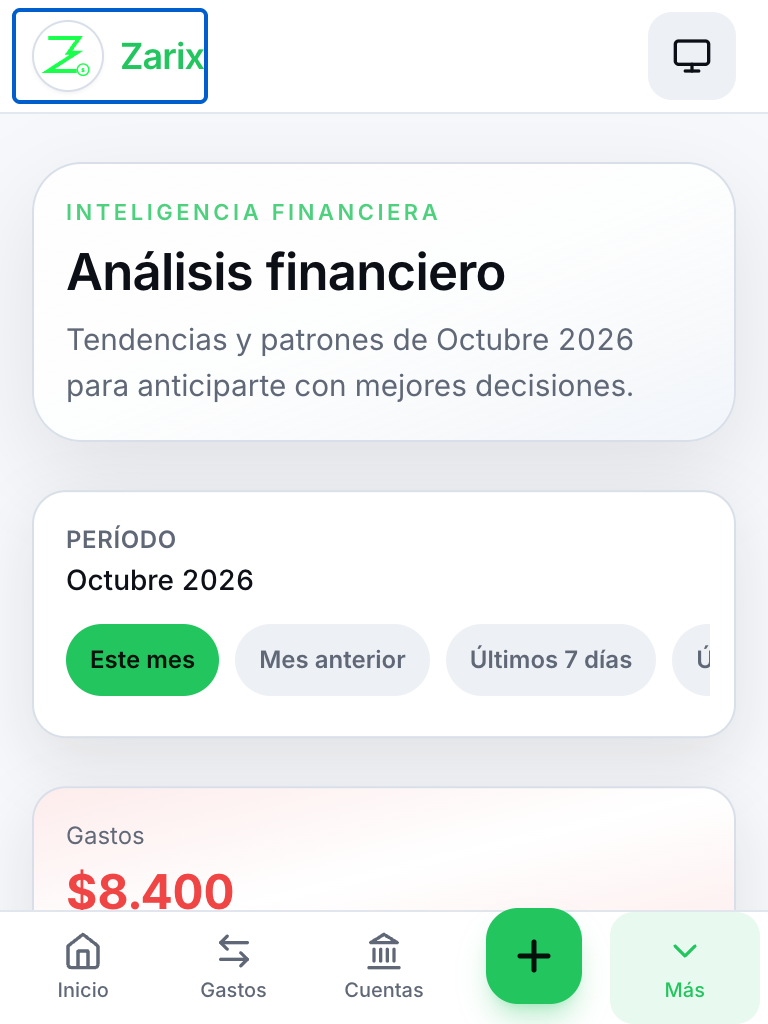 Zarix
INTELIGENCIA FINANCIERA
Análisis financiero
Tendencias y patrones de Octubre 2026
para anticiparte con mejores decisiones.
PERÍODO
Octubre 2026
Este mes
Mes anterior
Últimos 7 días
Gastos
$8.400
Inicio
Gastos
Cuentas
Más